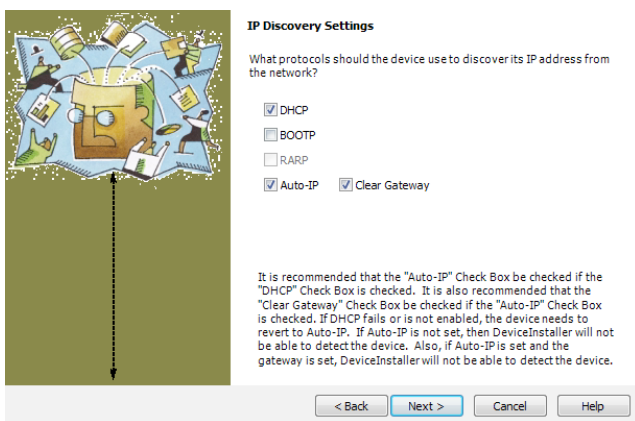 IP Discovery Settings
What protocols should the device use to discover its IP address from
the network?
DHCP
BOOTP
RARP
Auto-IP Clear Gateway
It is recommended that the "Auto-IP" Check Box be checked if the
"DHCP" Check Box is checked. It is also recommended that the
"Clear Gateway" Check Box be checked if the "Auto-IP" Check Box
is checked. If DHCP fails or is not enabled, the device needs to
revert to Auto-IP. If Auto-IP is not set, then DeviceInstaller will not
be able to detect the device. Also, if Auto-IP is set and the
gateway is set, DeviceInstaller will not be able to detect the device.
< Back Next > Cancel Help